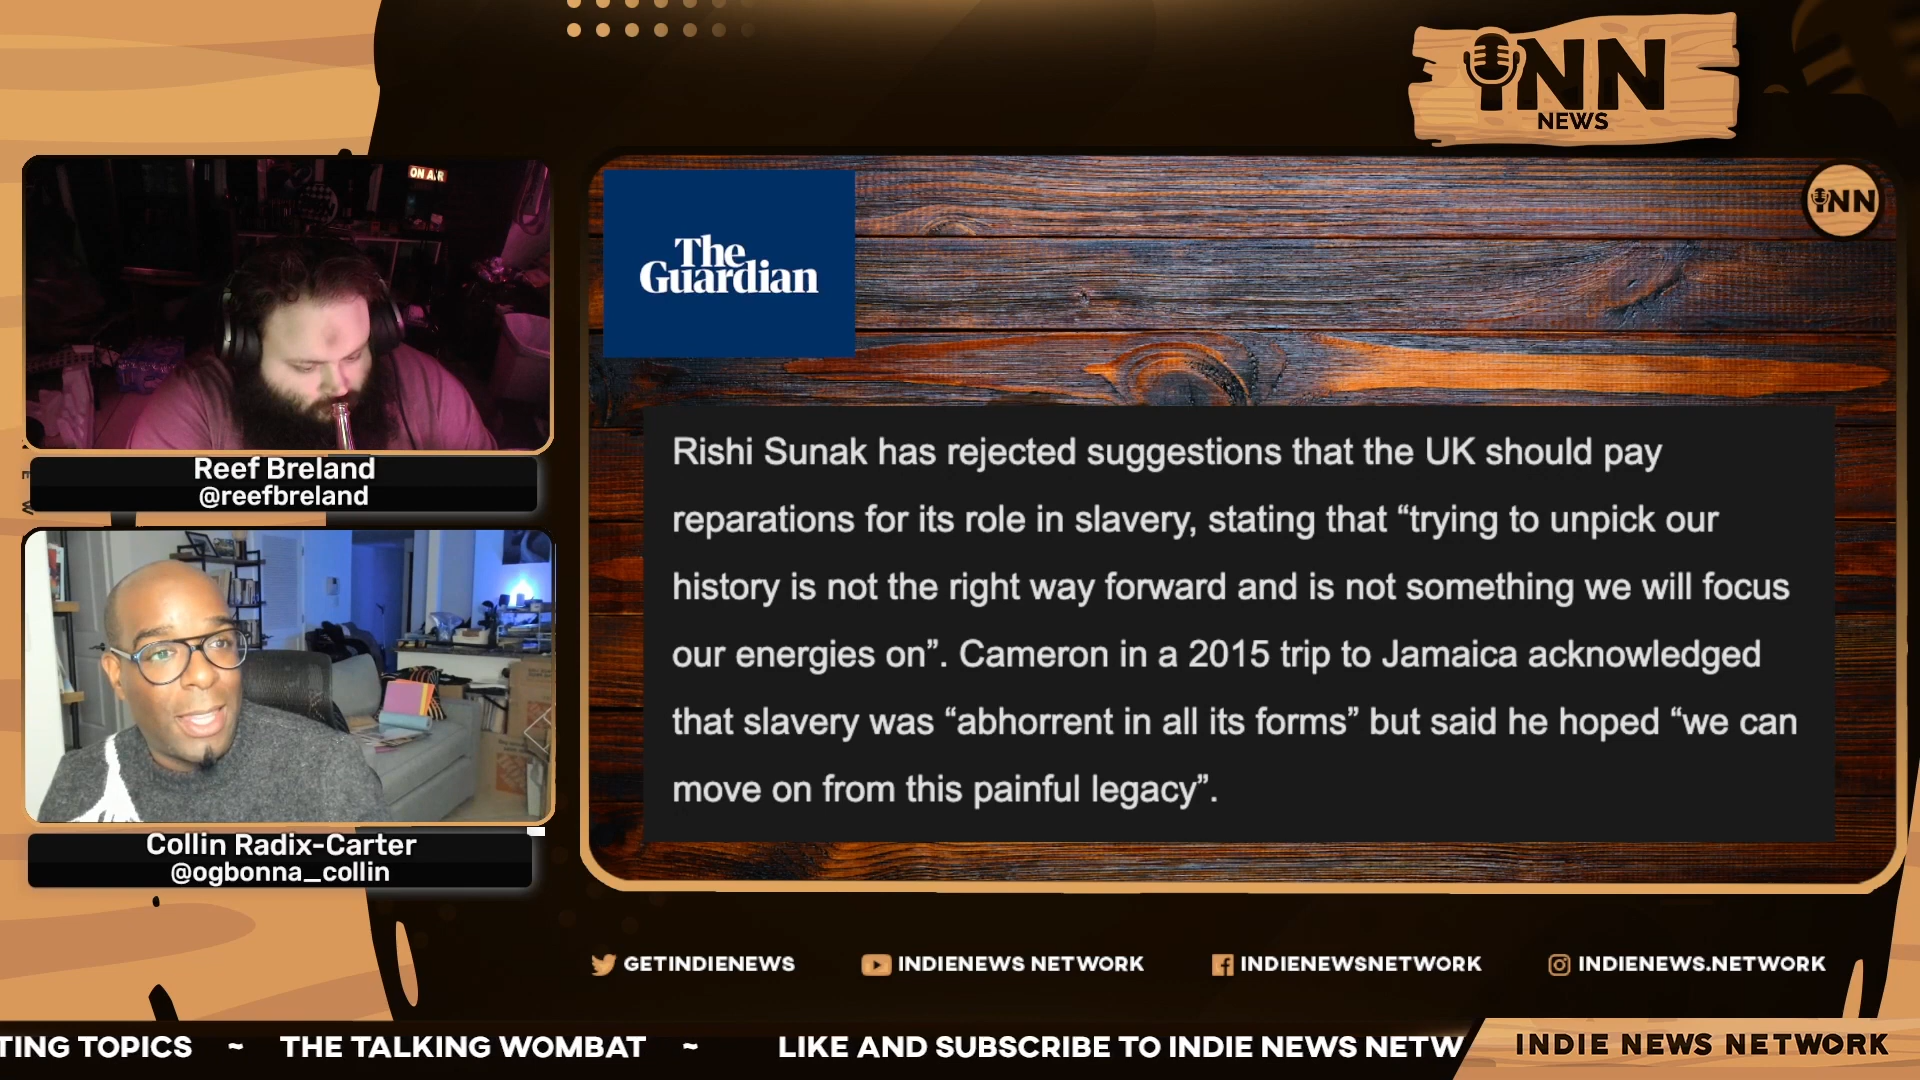 iNN
NEWS
ON AIR
iNN
The
Guardian
Rishi Sunak has rejected suggestions that the UK should pay
reparations for its role in slavery, stating that “trying to unpick our
history is not the right way forward and is not something we will focus
our energies on”. Cameron in a 2015 trip to Jamaica acknowledged
that slavery was “abhorrent in all its forms” but said he hoped “we can
move on from this painful legacy”.
Reef Breland
@reefbreland
Collin Radix-Carter
@ogbonna_collin
GETINDIENEWS
INDIENEWS NETWORK
INDIENEWSNETWORK
INDIENEWS.NETWORK
TING TOPICS ~ THE TALKING WOMBAT ~ LIKE AND SUBSCRIBE TO INDIE NEWS NETW
INDIE NEWS NETWORK